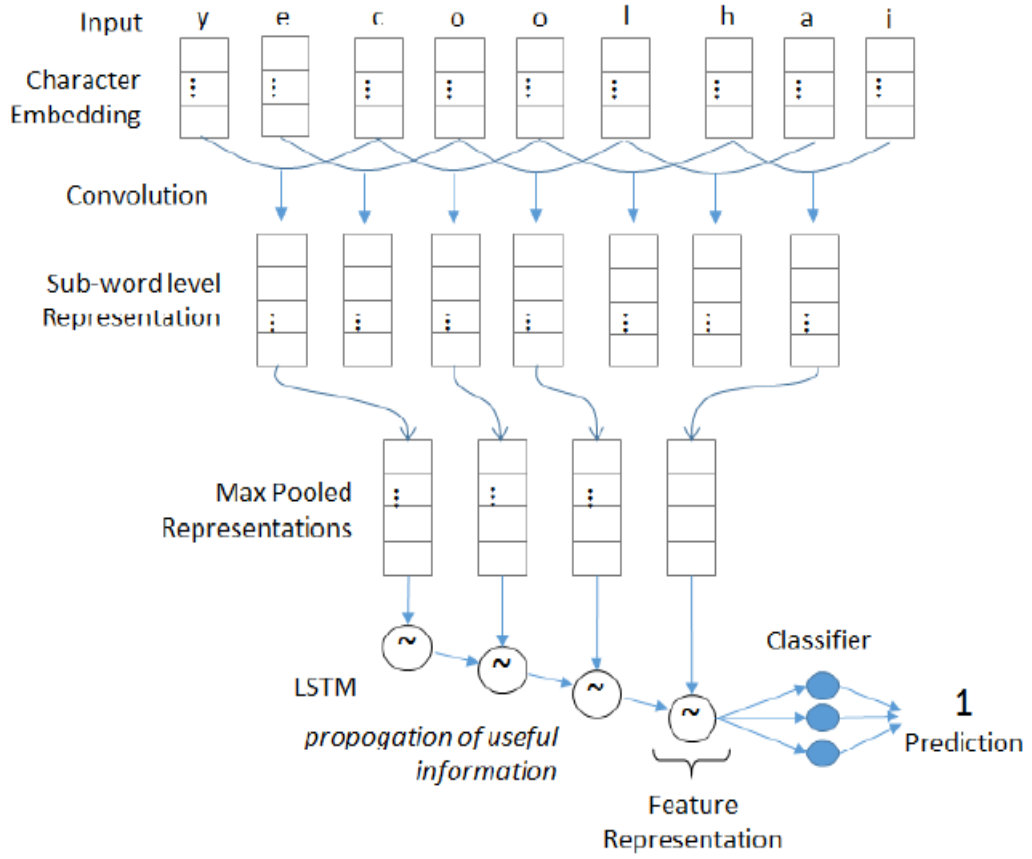 Input y e c o o l h a i
Character
Embedding
Convolution
Sub-word level
Representation
Max Pooled
Representations
LSTM
propogation of useful
information
Classifier
1
Prediction
Feature
Representation